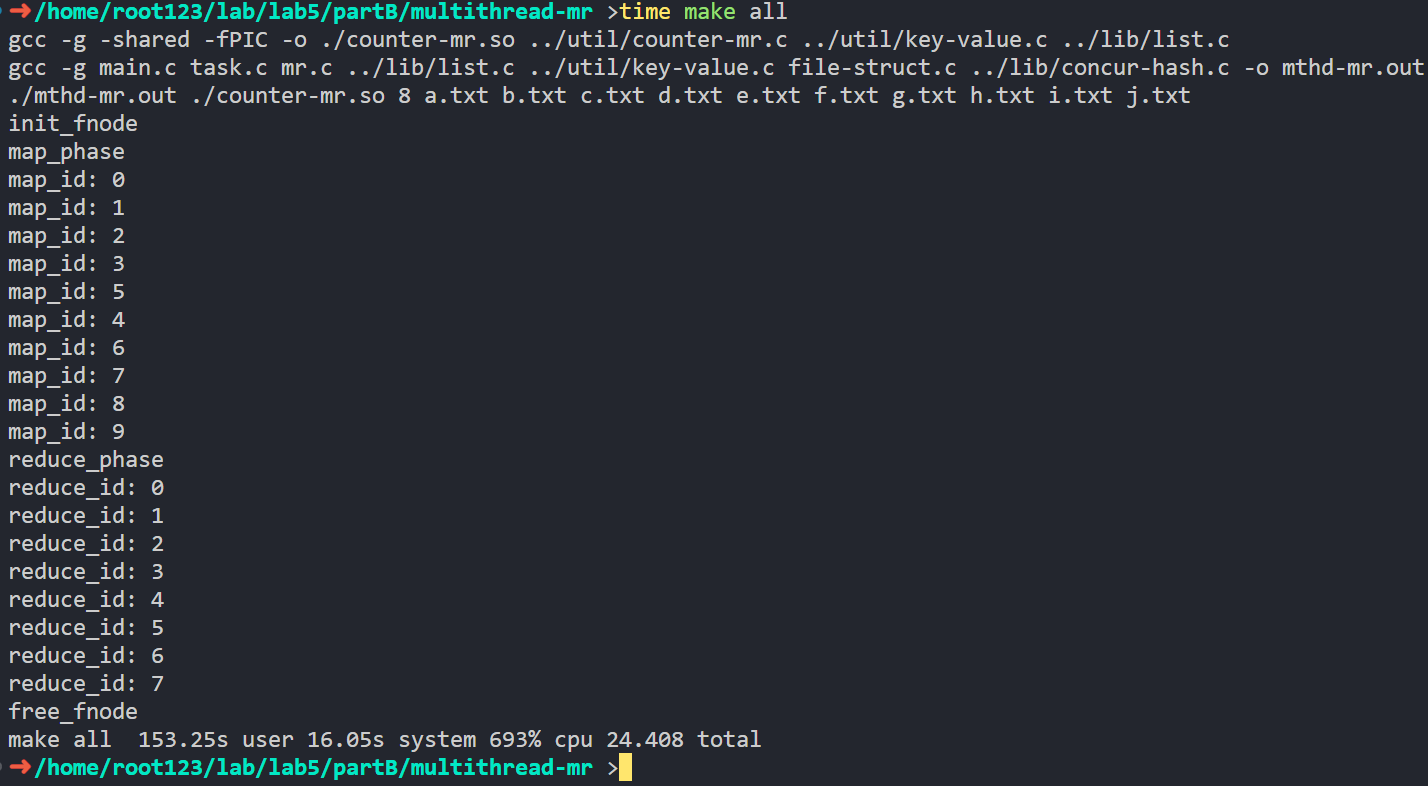 ➜/home/root123/lab/lab5/partB/multithread-mr >time make all
gcc -g -shared -fPIC -o ./counter-mr.so ../util/counter-mr.c ../util/key-value.c ../lib/list.c
gcc -g main.c task.c mr.c ../lib/list.c ../util/key-value.c file-struct.c ../lib/concur-hash.c -o mthd-mr.out
./mthd-mr.out ./counter-mr.so 8 a.txt b.txt c.txt d.txt e.txt f.txt g.txt h.txt i.txt j.txt
init_fnode
map_phase
map_id: 0
map_id: 1
map_id: 2
map_id: 3
map_id: 5
map_id: 4
map_id: 6
map_id: 7
map_id: 8
map_id: 9
reduce_phase
reduce_id: 0
reduce_id: 1
reduce_id: 2
reduce_id: 3
reduce_id: 4
reduce_id: 5
reduce_id: 6
reduce_id: 7
free_fnode
make all  153.25s user 16.05s system 693% cpu 24.408 total
➜/home/root123/lab/lab5/partB/multithread-mr >